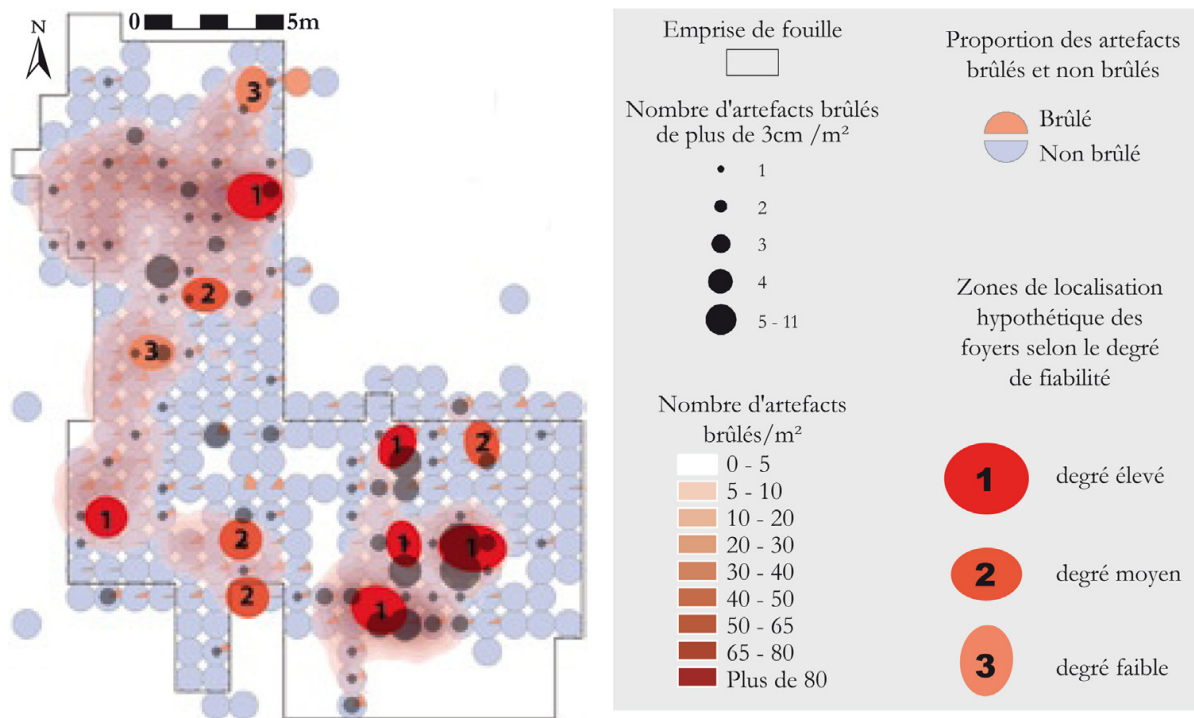 N
0 5m
3
1
2
3
1
2
1
2
1
1
2
2
1
Emprise de fouille
Nombre d'artefacts brûlés
de plus de 3cm /m²
1
2
3
4
5 - 11
Nombre d'artefacts
brûlés/m²
0 - 5
5 - 10
10 - 20
20 - 30
30 - 40
40 - 50
50 - 65
65 - 80
Plus de 80
Proportion des artefacts
brûlés et non brûlés
Brûlé
Non brûlé
Zones de localisation
hypothétique des
foyers selon le degré
de fiabilité
1 degré élevé
2 degré moyen
3 degré faible